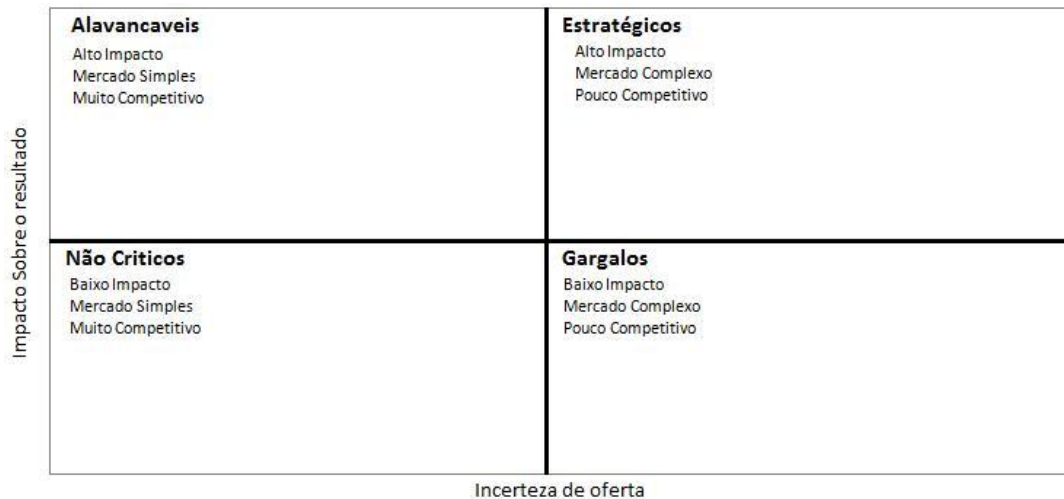 Alavancaveis
Alto Impacto
Mercado Simples
Muito Competitivo
Estratégicos
Alto Impacto
Mercado Complexo
Pouco Competitivo
Impacto Sobre o resultado
Não Criticos
Baixo Impacto
Mercado Simples
Muito Competitivo
Gargalos
Baixo Impacto
Mercado Complexo
Pouco Competitivo
Incerteza de oferta